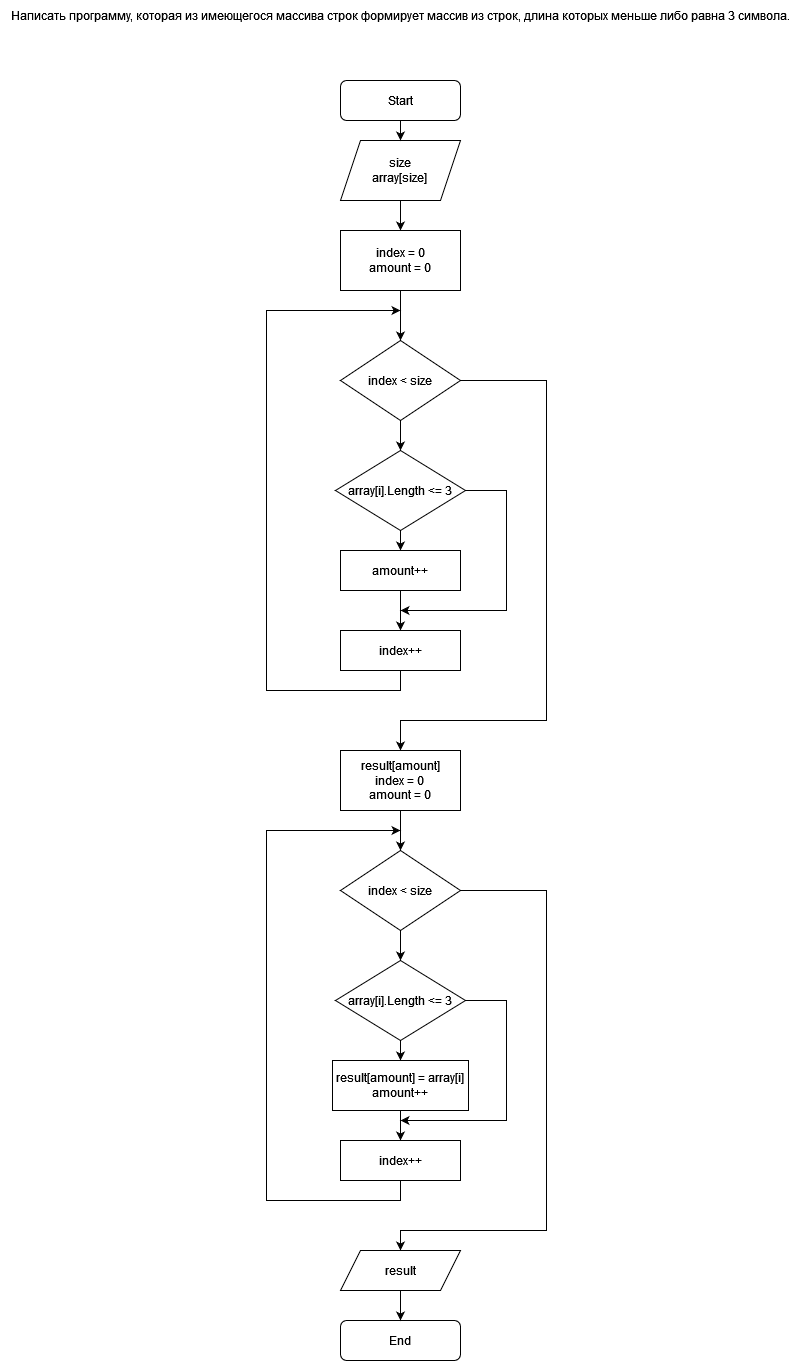 Написать программу, которая из имеющегося массива строк формирует массив из строк, длина которых меньше либо равна 3 символа.
Start
size
array[size]
index = 0
amount = 0
index < size
array[i].Length <= 3
amount++
index++
result[amount]
index = 0
amount = 0
index < size
array[i].Length <= 3
result[amount] = array[i]
amount++
index++
result
End